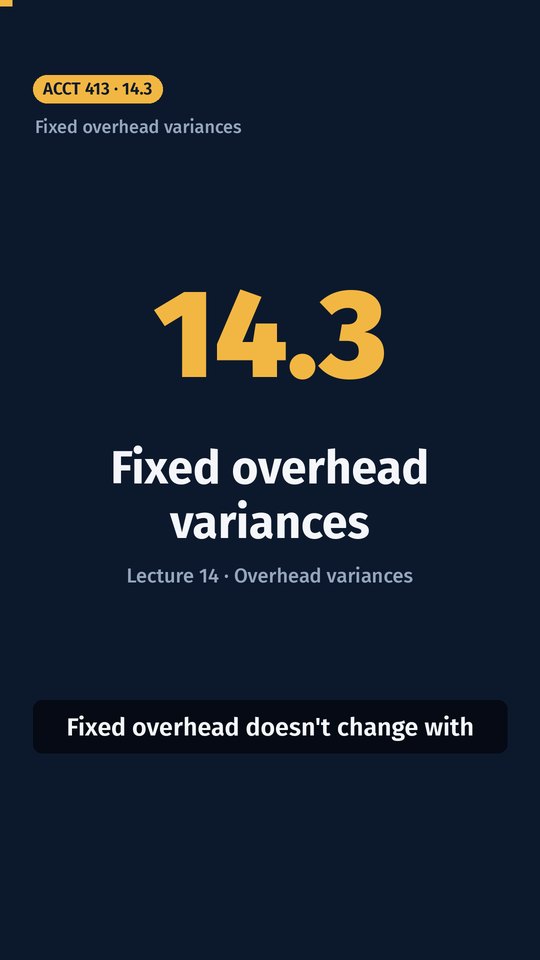 ACCT 413 · 14.3
Fixed overhead variances
14.3
Fixed overhead
variances
Lecture 14 · Overhead variances
Fixed overhead doesn't change with